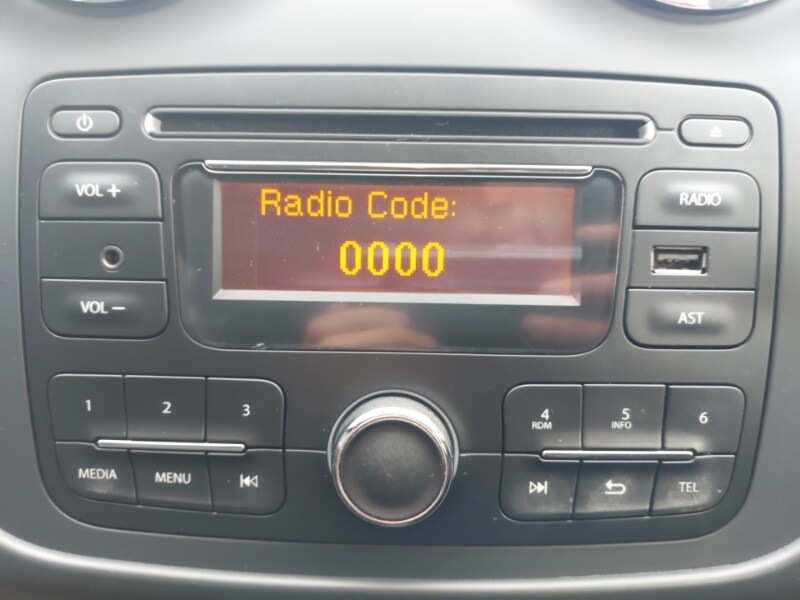 VOL +
VOL −
Radio Code:
0000
RADIO
AST
1
2
3
MEDIA
MENU
4
RDM
5
INFO
6
TEL